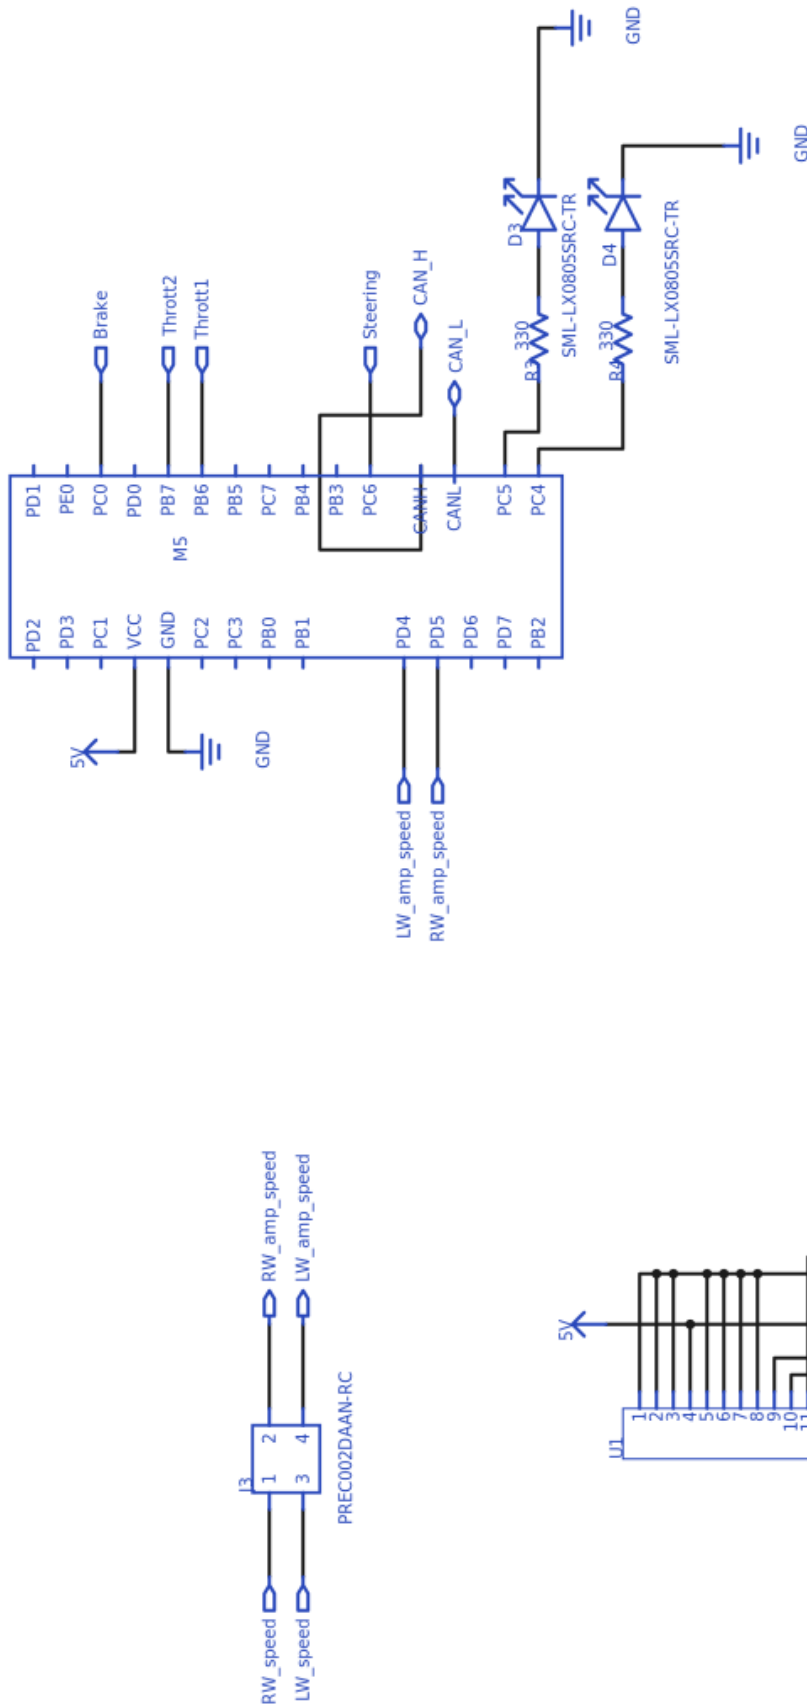 GND
GND
D3
SML-LX0805SSRC-TR
D4
SML-LX0805SSRC-TR
330
R3
330
R4
Brake
Thrott2
Thrott1
Steering
CAN_H
CAN_L
PD1
PE0
PC0
PD0
PB7
PB6
PB5
PC7
PB4
PB3
PC6
CANH
CANL
PC5
PC4
M5
PD2
PD3
PC1
VCC
GND
PC2
PC3
PB0
PB1
PD4
PD5
PD6
PD7
PB2
5V
GND
LW_amp_speed
RW_amp_speed
RW_amp_speed
LW_amp_speed
J3
2
4
1
3
PREC002DAAN-RC
RW_speed
LW_speed
5V
U1
1
2
3
4
5
6
7
8
9
10
11